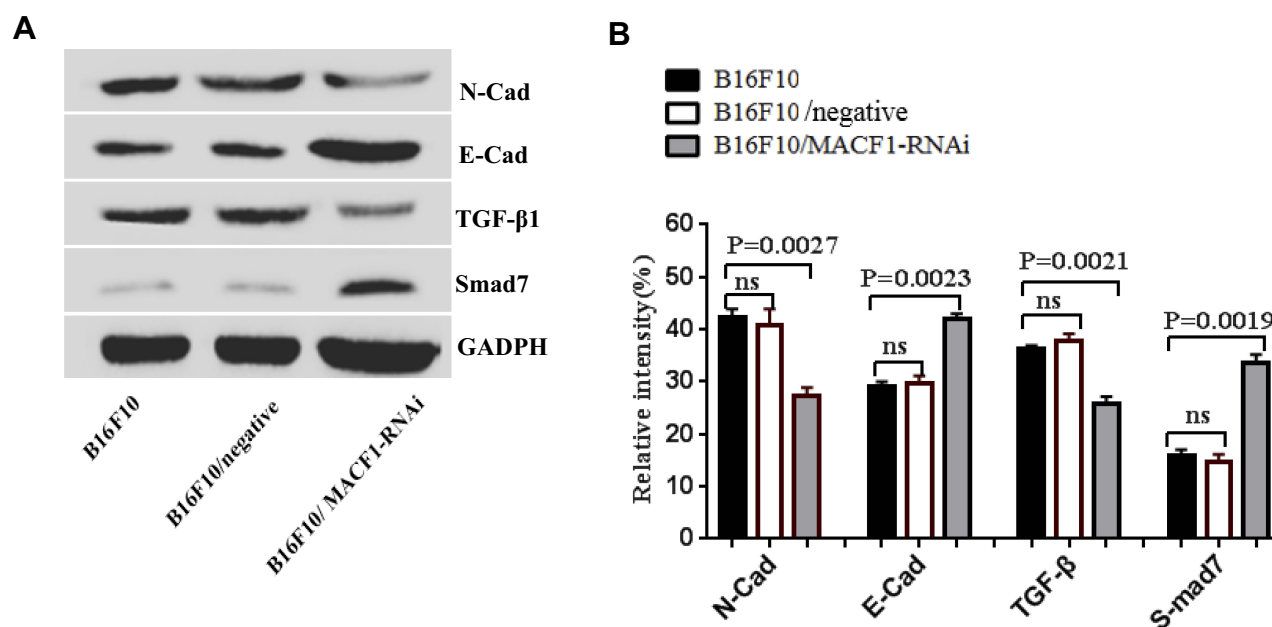 A
N-Cad
E-Cad
TGF-β1
Smad7
GADPH
B16F10
B16F10/negative
B16F10/ MACF1-RNAi
B
B16F10
B16F10 /negative
B16F10/MACF1-RNAi
Relative intensity(%)
60
50
40
30
20
10
0
P=0.0027
ns
P=0.0023
ns
P=0.0021
ns
P=0.0019
ns
N-Cad
E-Cad
TGF-β
S-mad7